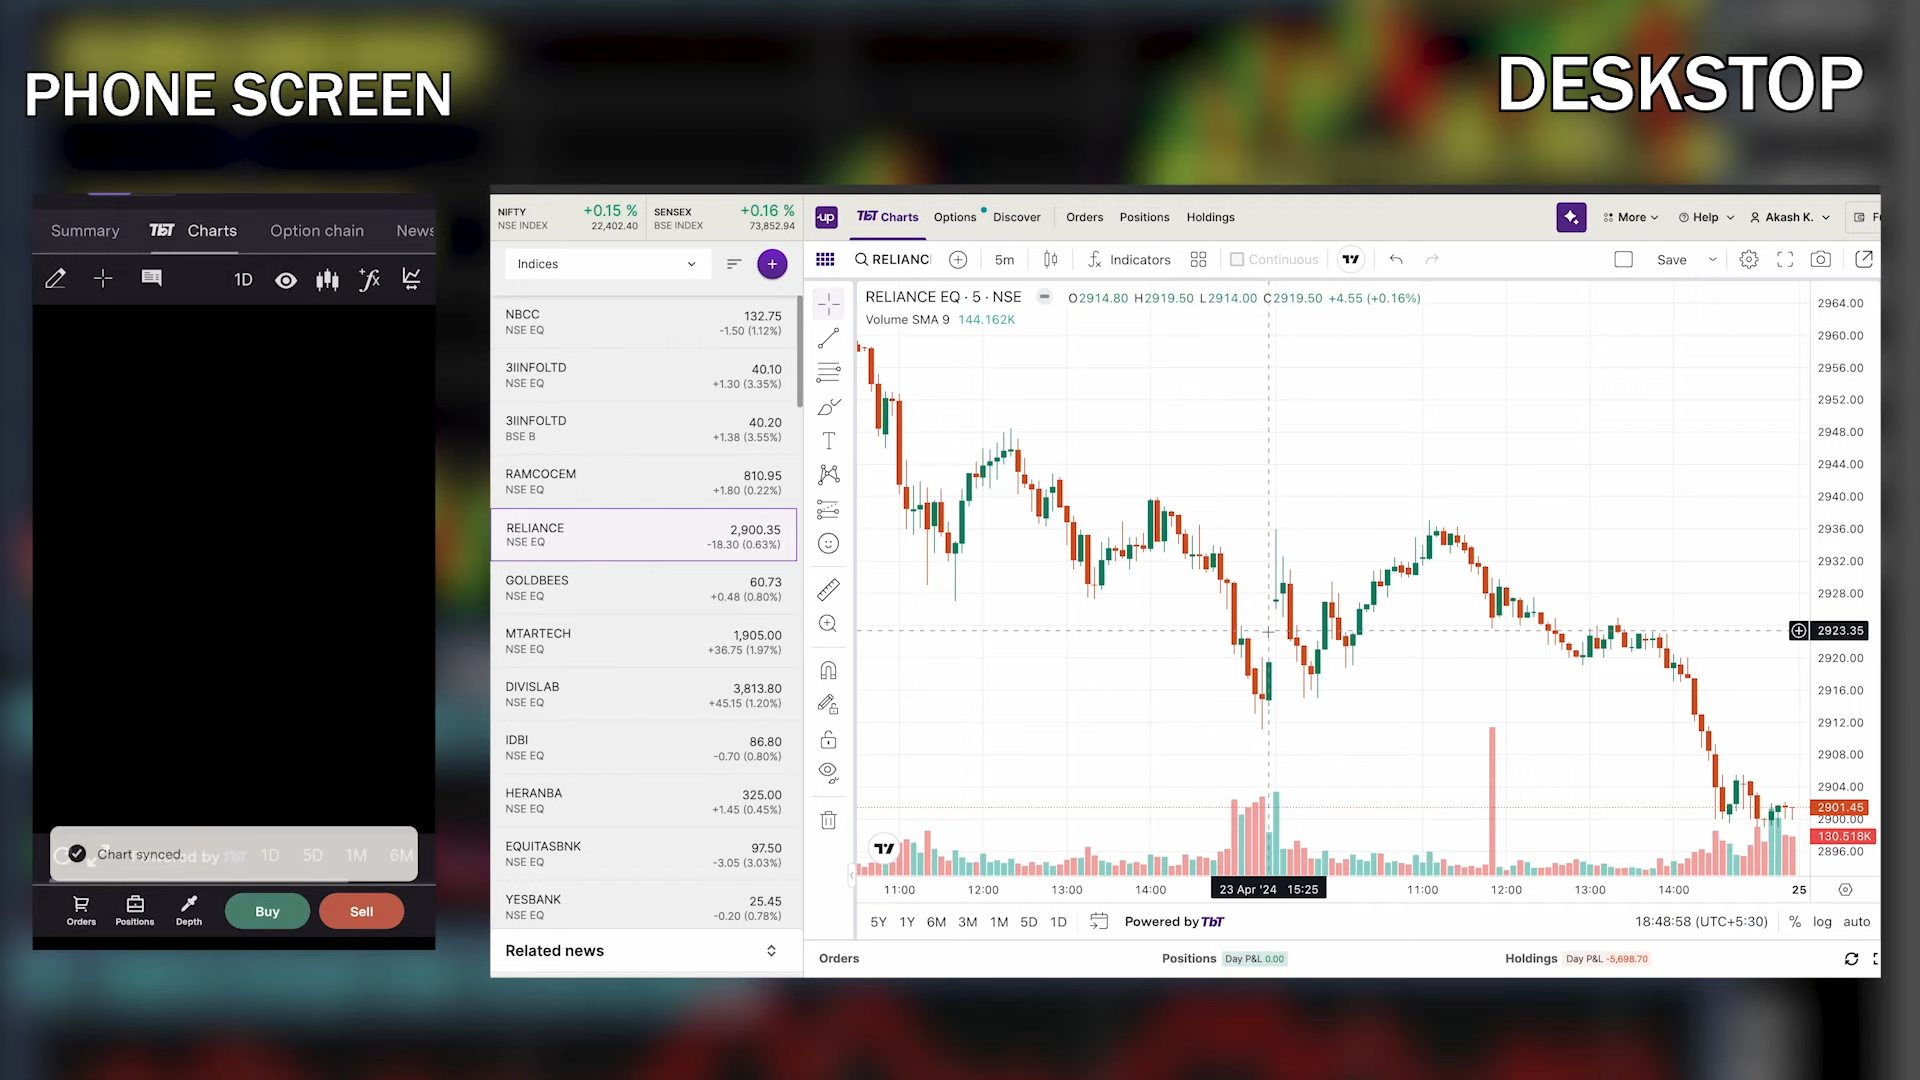 PHONE SCREEN
DESKSTOP
Summary
TbT Charts
Option chain
News
1D
Chart synced.
Powered by TbT
1D 5D 1M 6M
Orders
Positions
Depth
Buy
Sell
NIFTY +0.15 %
NSE INDEX 22,402.40
SENSEX +0.16 %
BSE INDEX 73,852.94
Indices
NBCC 132.75
NSE EQ -1.50 (1.12%)
3IINFOLTD 40.10
NSE EQ +1.30 (3.35%)
3IINFOLTD 40.20
BSE B +1.38 (3.55%)
RAMCOCEM 810.95
NSE EQ +1.80 (0.22%)
RELIANCE 2,900.35
NSE EQ -18.30 (0.63%)
GOLDBEES 60.73
NSE EQ +0.48 (0.80%)
MTARTECH 1,905.00
NSE EQ +36.75 (1.97%)
DIVISLAB 3,813.80
NSE EQ +45.15 (1.20%)
IDBI 86.80
NSE EQ -0.70 (0.80%)
HERANBA 325.00
NSE EQ +1.45 (0.45%)
EQUITASBNK 97.50
NSE EQ -3.05 (3.03%)
YESBANK 25.45
NSE EQ -0.20 (0.78%)
Related news
up TbT Charts Options Discover Orders Positions Holdings More Help Akash K.
RELIANC 5m Indicators Continuous Save
RELIANCE EQ · 5 · NSE O2914.80 H2919.50 L2914.00 C2919.50 +4.55 (+0.16%)
Volume SMA 9 144.162K
2964.00
2960.00
2956.00
2952.00
2948.00
2944.00
2940.00
2936.00
2932.00
2928.00
2923.35
2920.00
2916.00
2912.00
2908.00
2904.00
2901.45
2900.00
130.518K
2896.00
11:00 12:00 13:00 14:00 23 Apr '24 15:25 11:00 12:00 13:00 14:00 25
5Y 1Y 6M 3M 1M 5D 1D Powered by TbT 18:48:58 (UTC+5:30) % log auto
Orders Positions Day P&L 0.00 Holdings Day P&L -5,698.70